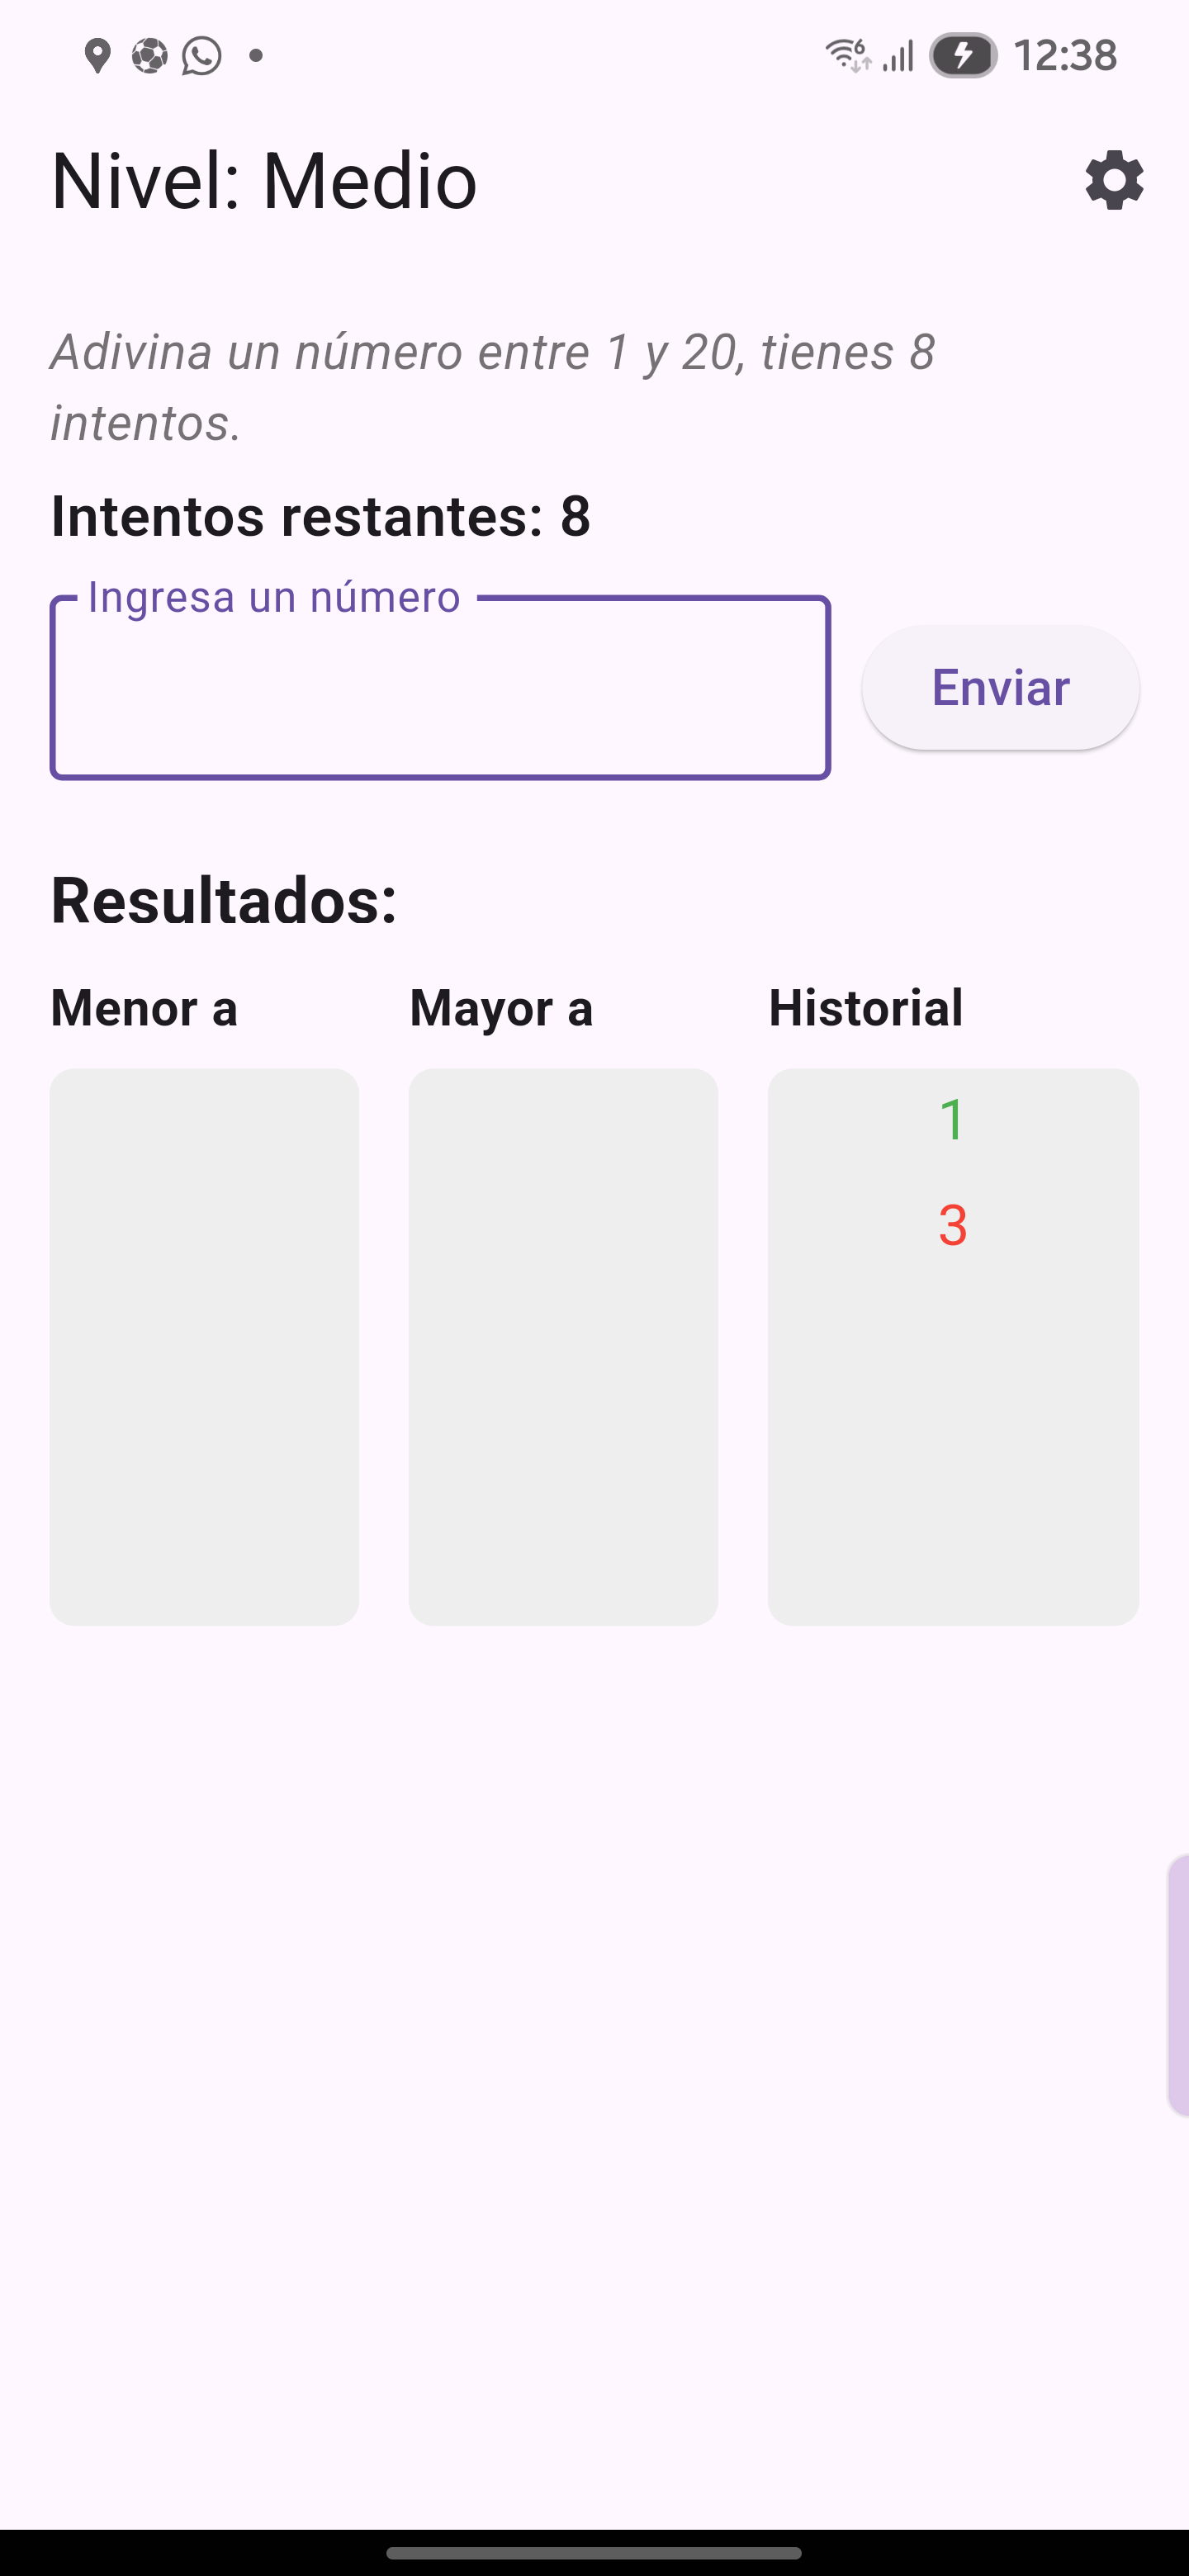 12:38
Nivel: Medio
Adivina un número entre 1 y 20, tienes 8
intentos.
Intentos restantes: 8
Ingresa un número
Enviar
Resultados:
Menor a
Mayor a
Historial
1
3